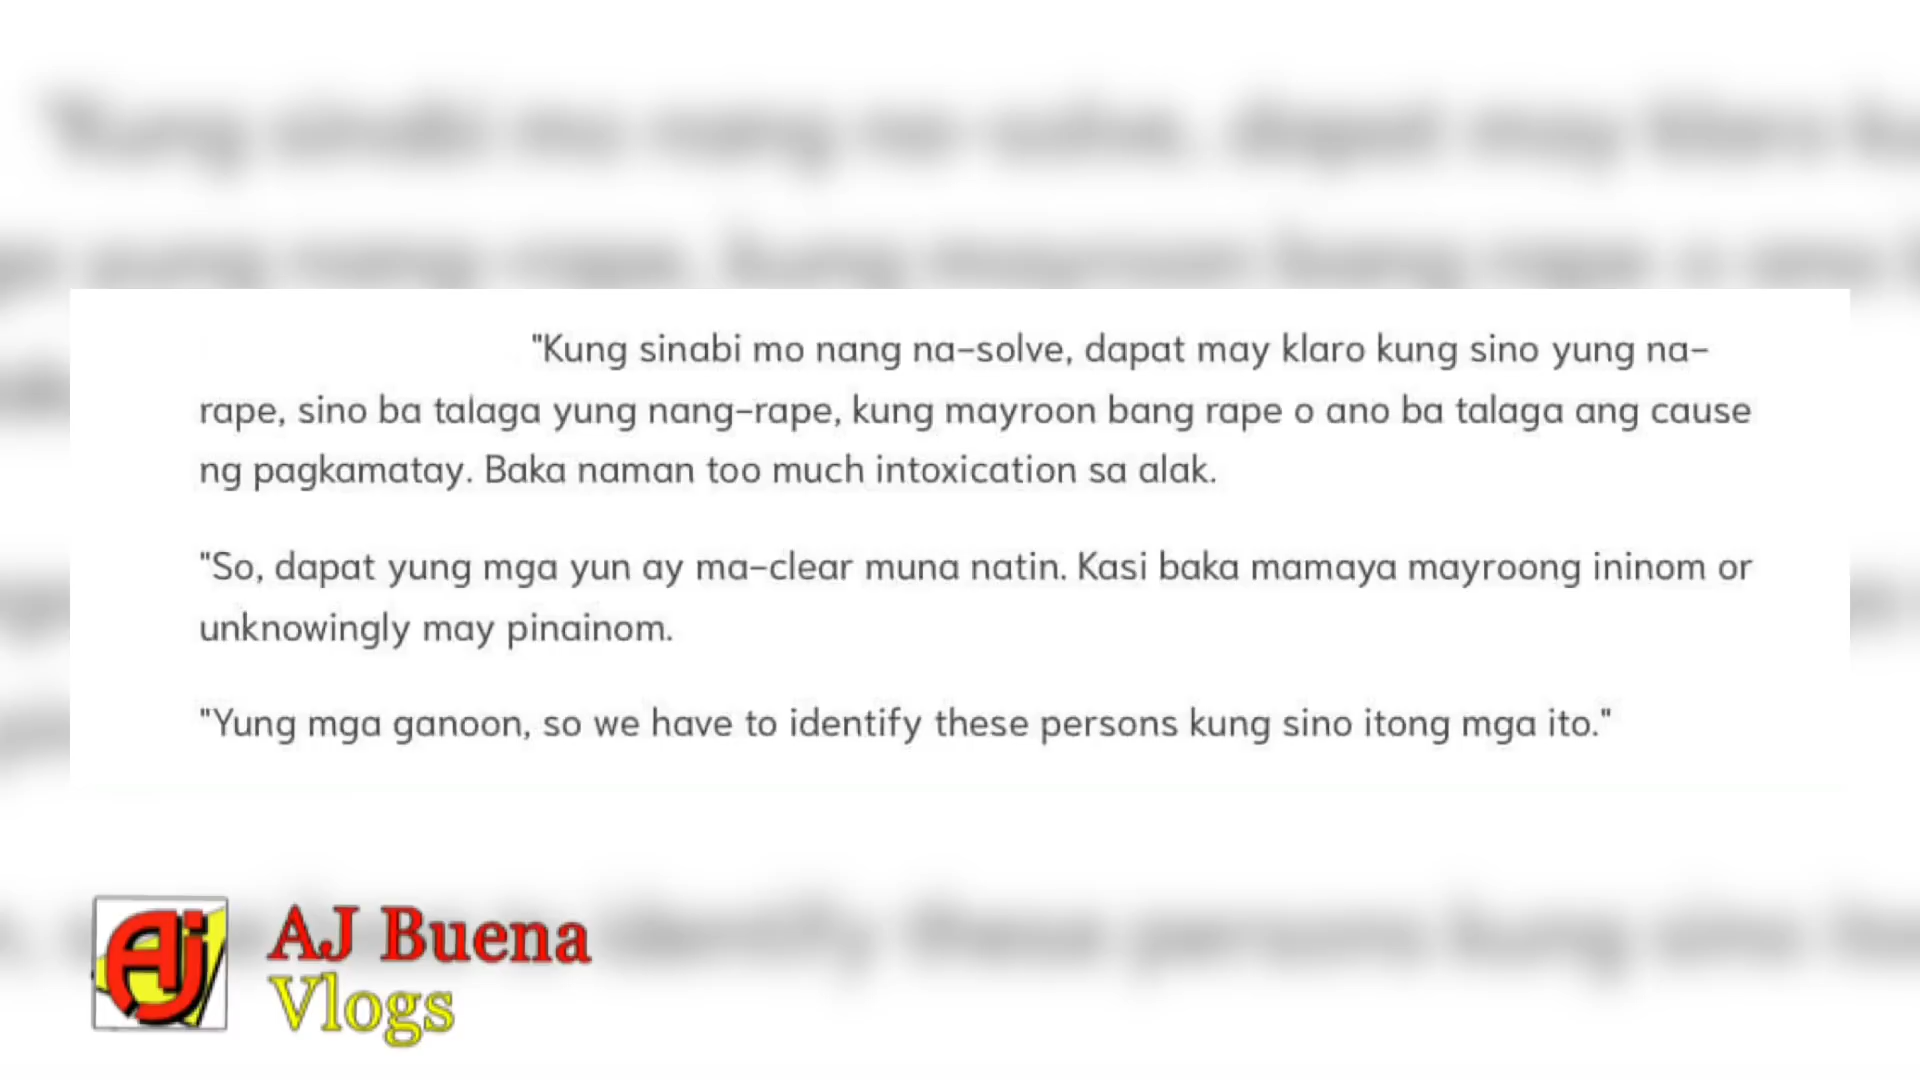 "Kung sinabi mo nang na-solve, dapat may klaro kung sino yung na-
rape, sino ba talaga yung nang-rape, kung mayroon bang rape o ano ba talaga ang cause
ng pagkamatay. Baka naman too much intoxication sa alak.
"So, dapat yung mga yun ay ma-clear muna natin. Kasi baka mamaya mayroong ininom or
unknowingly may pinainom.
"Yung mga ganoon, so we have to identify these persons kung sino itong mga ito."
AJ
AJ Buena
Vlogs